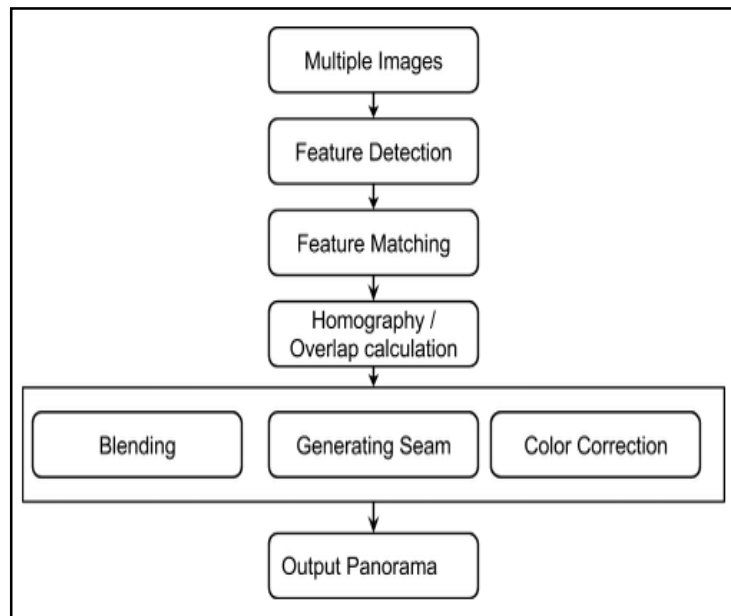 Multiple Images
Feature Detection
Feature Matching
Homography /
Overlap calculation
Blending
Generating Seam
Color Correction
Output Panorama